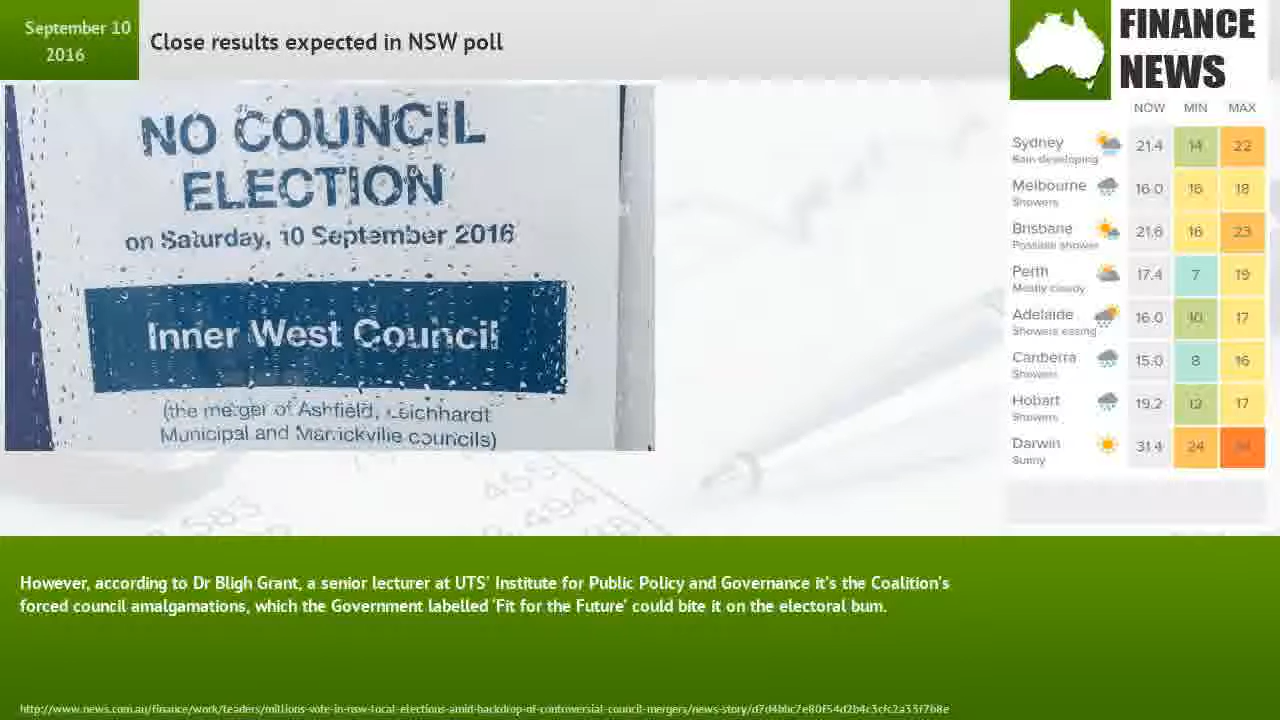 September 10
2016
Close results expected in NSW poll
FINANCE
NEWS
NO COUNCIL
ELECTION
on Saturday, 10 September 2016
Inner West Council
(the merger of Ashfield, Leichhardt
Municipal and Marrickville councils)
NOW MIN MAX
Sydney 21.4 14 22
Rain developing
Melbourne 16.0 16 18
Showers
Brisbane 21.6 16 23
Possible shower
Perth 17.4 7 19
Mostly cloudy
Adelaide 16.0 10 17
Showers easing
Canberra 15.0 8 16
Showers
Hobart 19.2 12 17
Showers
Darwin 31.4 24
Sunny
However, according to Dr Bligh Grant, a senior lecturer at UTS' Institute for Public Policy and Governance it's the Coalition's
forced council amalgamations, which the Government labelled 'Fit for the Future' could bite it on the electoral bum.